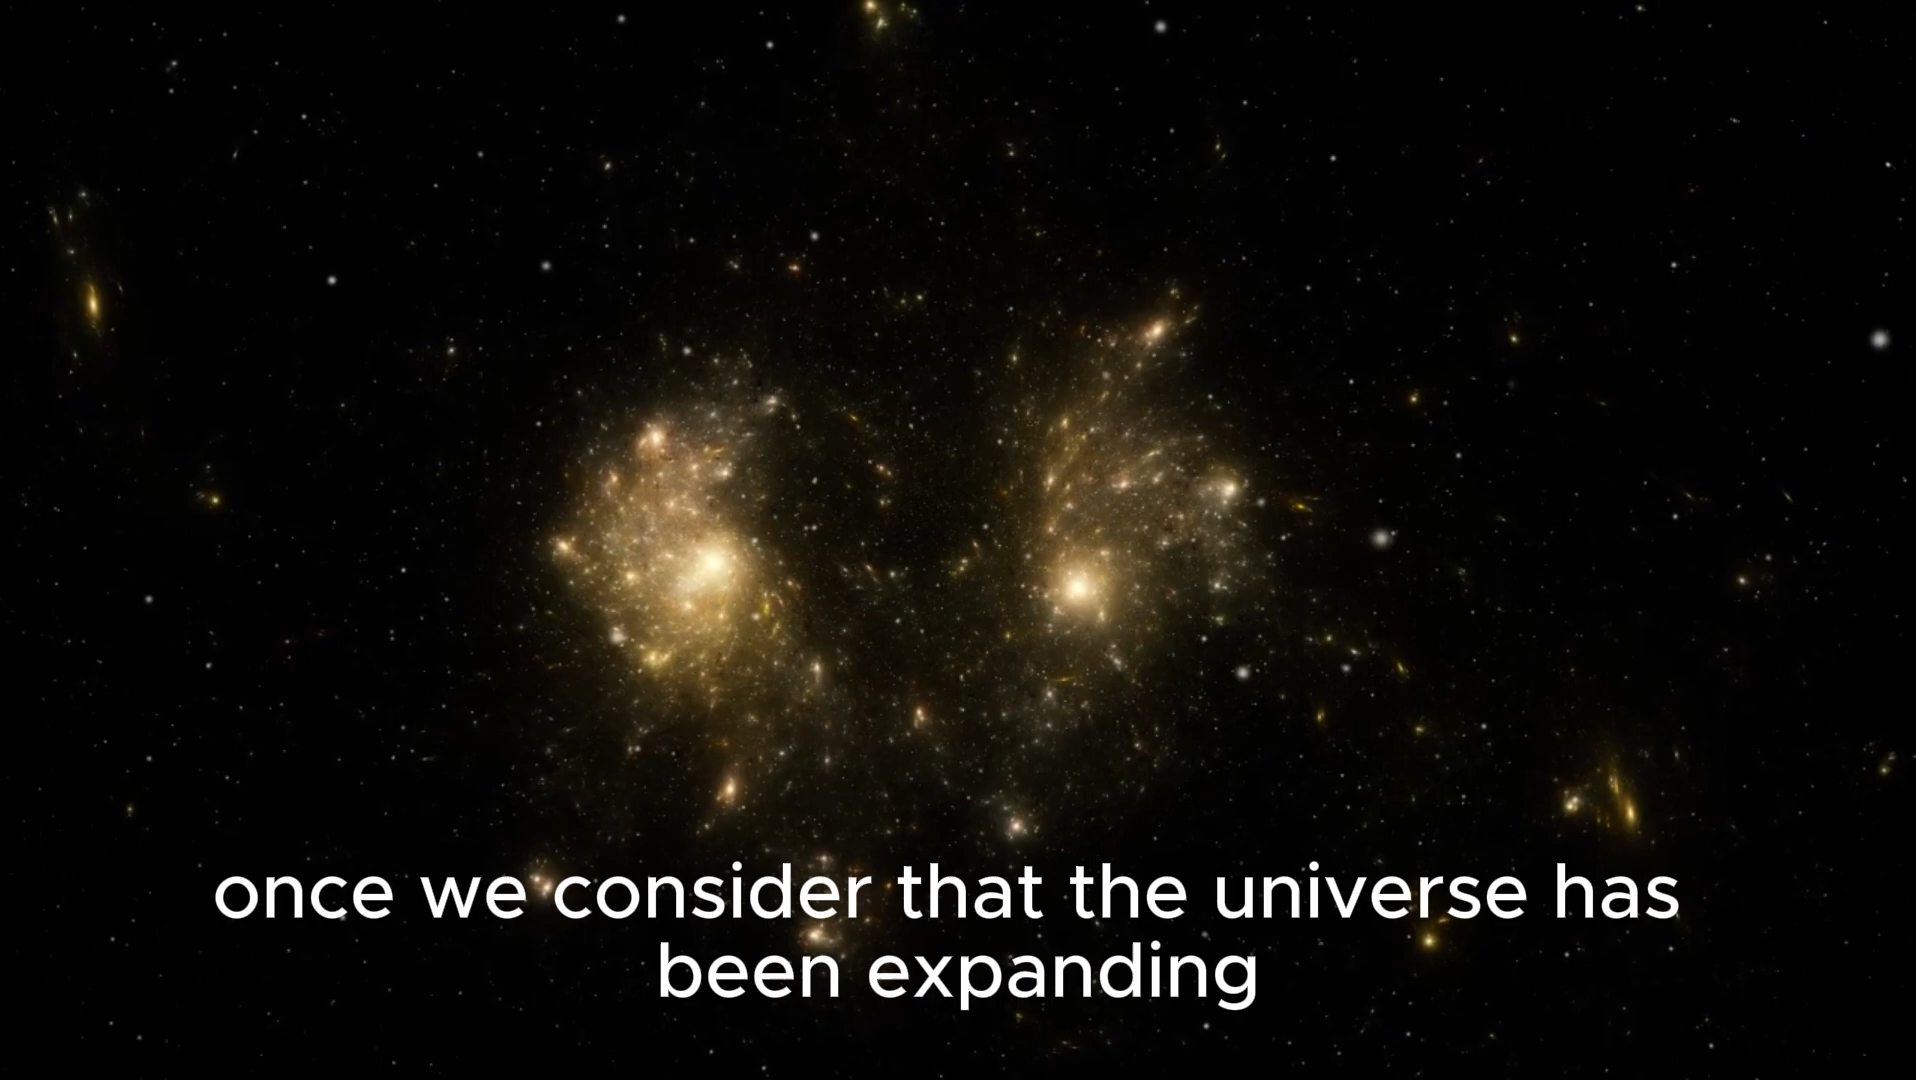 once we consider that the universe has
been expanding